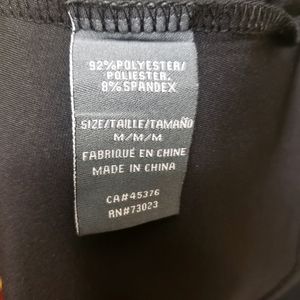 92%POLYESTER/
POLIESTER.
8%SPANDEX
SIZE/TAILLE/TAMAÑO
M/M/M
FABRIQUÉ EN CHINE
MADE IN CHINA
CA#45376
RN#73023